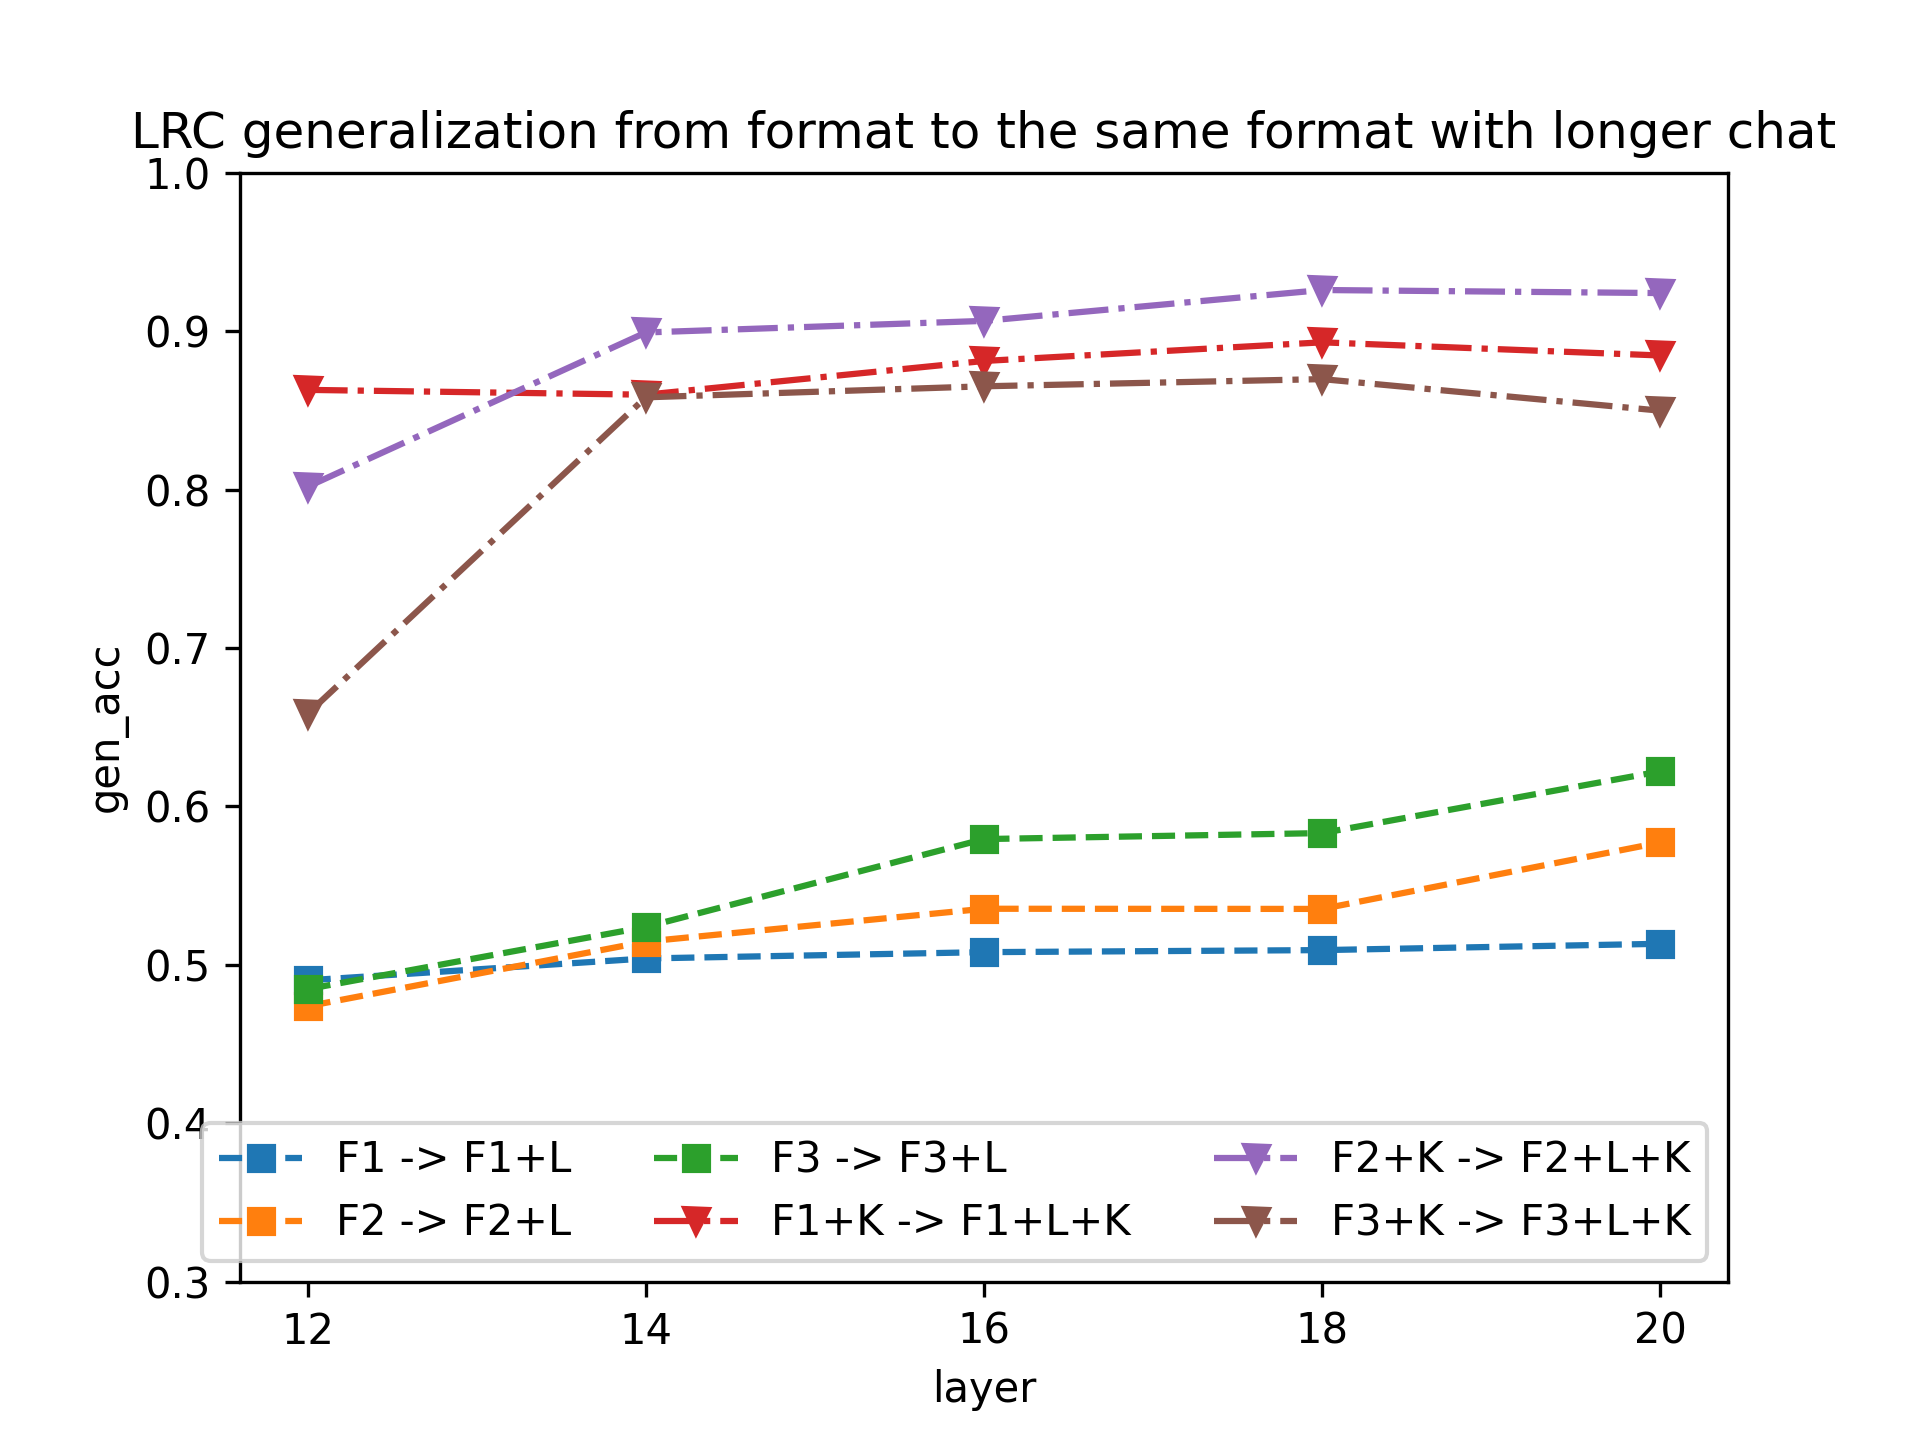 LRC generalization from format to the same format with longer chat
1.0
0.9
0.8
0.7
0.6
0.5
0.4
0.3
gen_acc
F1 -> F1+L
F2 -> F2+L
F3 -> F3+L
F1+K -> F1+L+K
F2+K -> F2+L+K
F3+K -> F3+L+K
12 14 16 18 20
layer